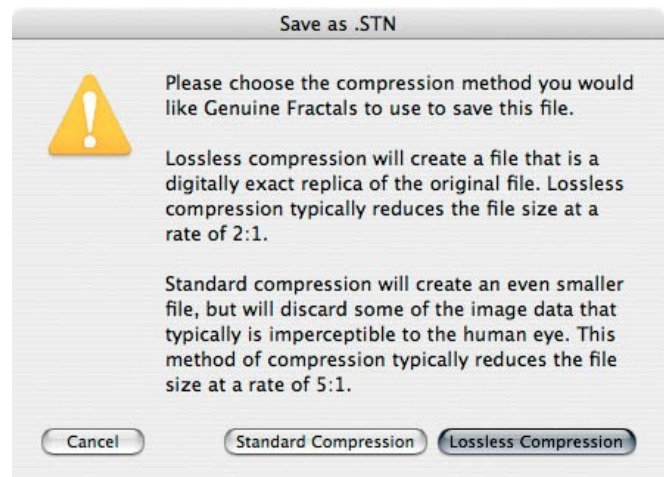 Save as .STN
Please choose the compression method you would
like Genuine Fractals to use to save this file.
Lossless compression will create a file that is a
digitally exact replica of the original file. Lossless
compression typically reduces the file size at a
rate of 2:1.
Standard compression will create an even smaller
file, but will discard some of the image data that
typically is imperceptible to the human eye. This
method of compression typically reduces the file
size at a rate of 5:1.
Cancel Standard Compression Lossless Compression